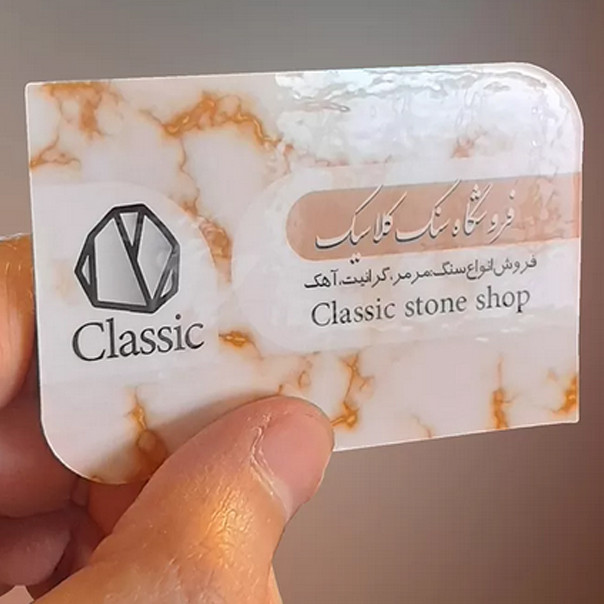 Classic
فروشگاه سنگ کلاسیک
فروش انواع سنگ:مرمر،گرانیت،آهک
Classic stone shop